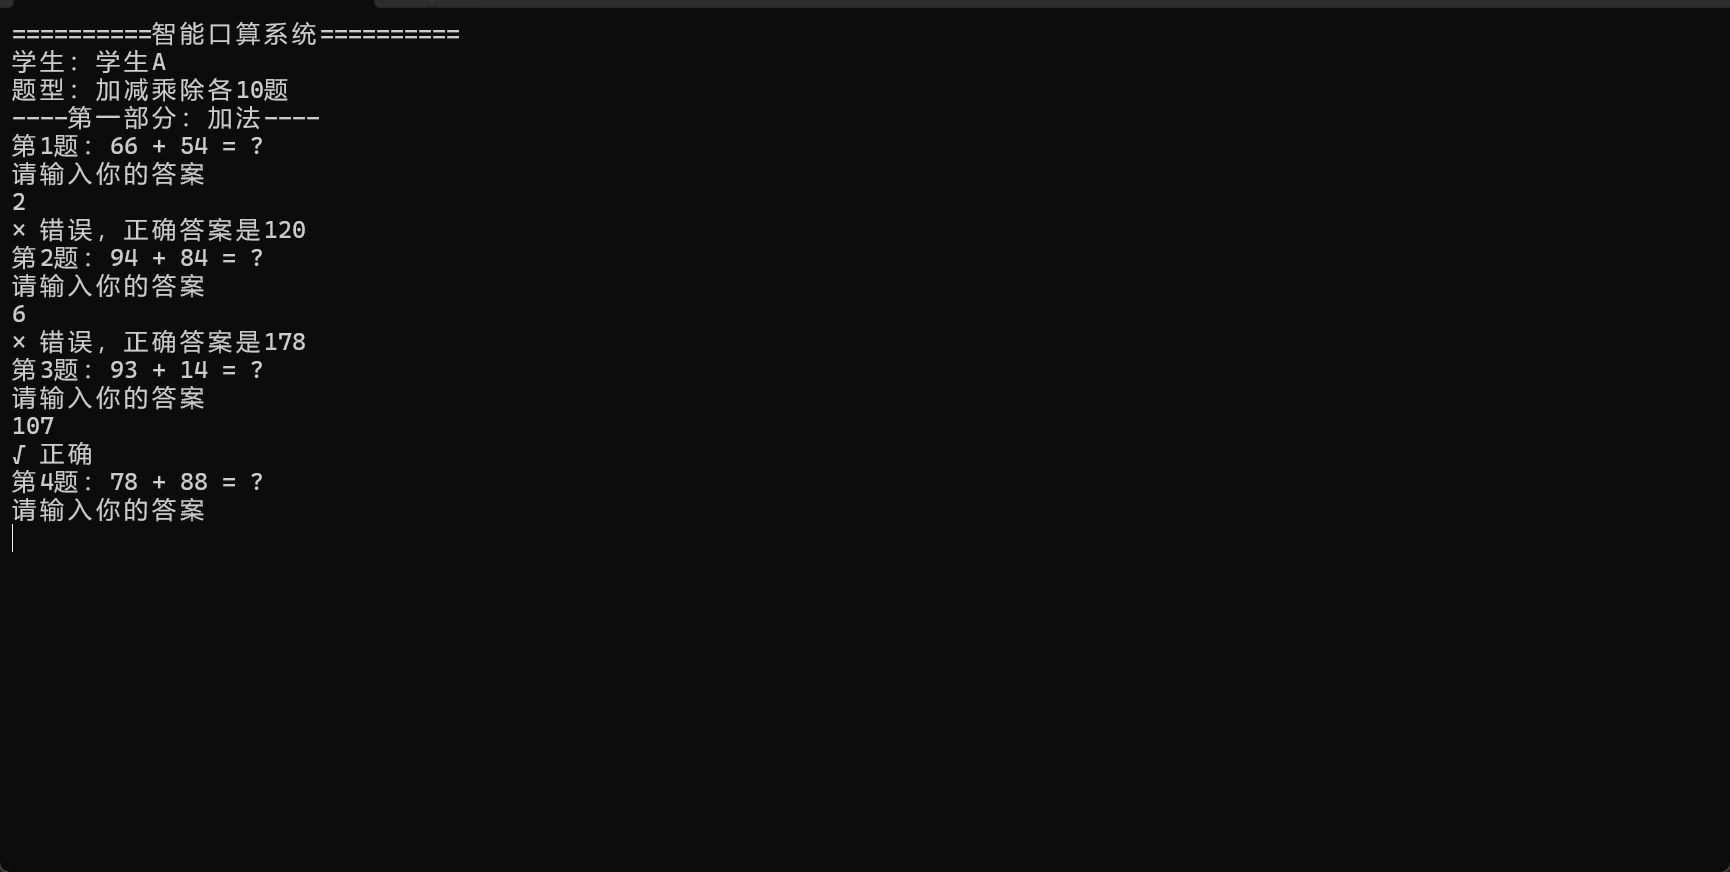 ==========智能口算系统==========
学生：学生A
题型：加减乘除各10题
----第一部分：加法----
第1题：66 + 54 = ?
请输入你的答案
2
× 错误，正确答案是120
第2题：94 + 84 = ?
请输入你的答案
6
× 错误，正确答案是178
第3题：93 + 14 = ?
请输入你的答案
107
√ 正确
第4题：78 + 88 = ?
请输入你的答案